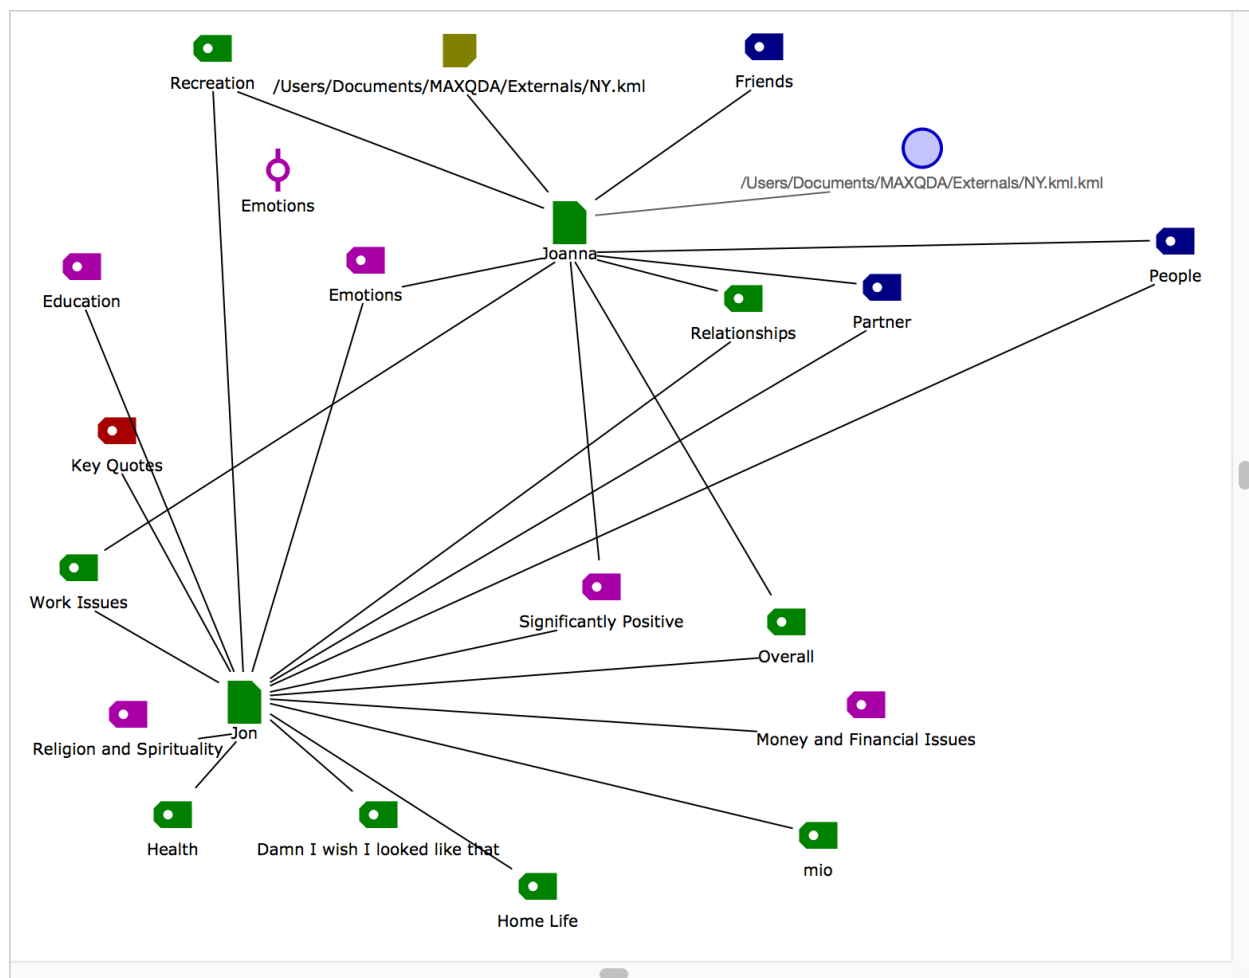 Recreation
/Users/Documents/MAXQDA/Externals/NY.kml
Friends
/Users/Documents/MAXQDA/Externals/NY.kml.kml
Emotions
Joanna
People
Education
Emotions
Relationships
Partner
Key Quotes
Work Issues
Significantly Positive
Overall
Jon
Religion and Spirituality
Money and Financial Issues
Health
Damn I wish I looked like that
mio
Home Life